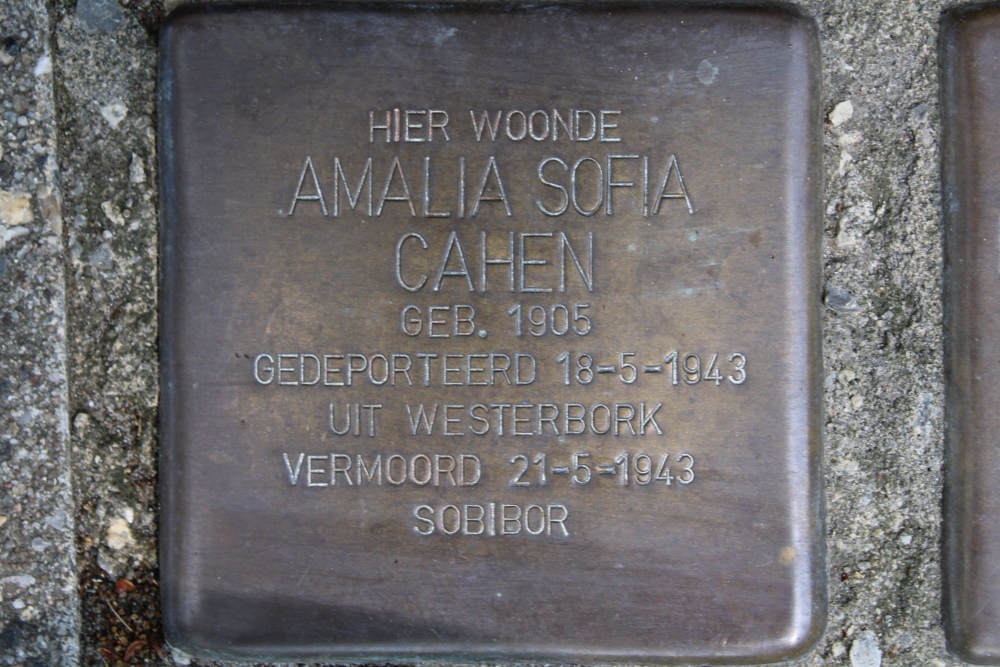 HIER WOONDE
AMALIA SOFIA
CAHEN
GEB. 1905
GEDEPORTEERD 18-5-1943
UIT WESTERBORK
VERMOORD 21-5-1943
SOBIBOR